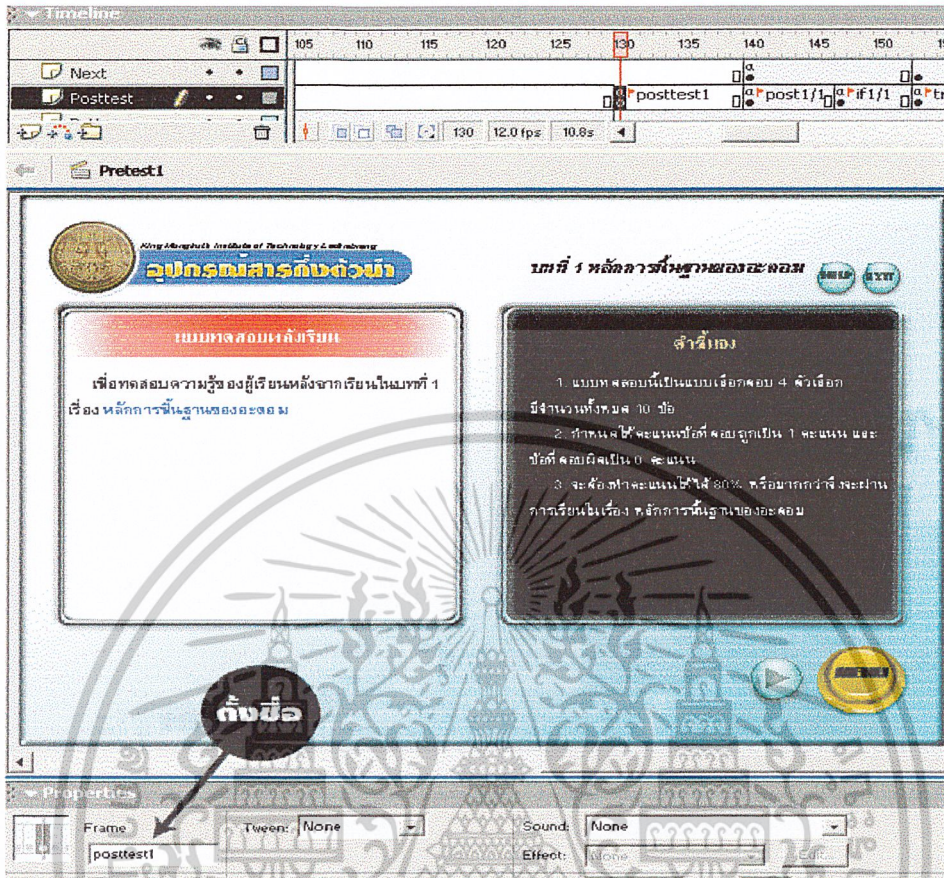 Timeline
105 110 115 120 125 130 135 140 145 150
Next
Posttest posttest1 post1/1 if1/1
130 12.0 fps 10.8s
Pretest1
King Mongkut's Institute of Technology Ladkrabang
อุปกรณ์สารกึ่งตัวนำ
บทที่ 1 หลักการพื้นฐานของอะตอม
HELP EXIT
แบบทดสอบหลังเรียน
เพื่อทดสอบความรู้ของผู้เรียนหลังจากเรียนในบทที่ 1
เรื่อง หลักการพื้นฐานของอะตอม
คำชี้แจง
1. แบบทดสอบนี้เป็นแบบเลือกตอบ 4 ตัวเลือก
มีจำนวนทั้งหมด 10 ข้อ
2. กำหนดให้คะแนนข้อที่ตอบถูกเป็น 1 คะแนน และ
ข้อที่ตอบผิดเป็น 0 คะแนน
3. จะต้องทำคะแนนให้ได้ 80% หรือมากกว่าจึงจะผ่าน
การเรียนในเรื่อง หลักการพื้นฐานของอะตอม
ตั้งชื่อ
Properties
Frame Tween: None Sound: None
posttest1 Effect: None Edit...